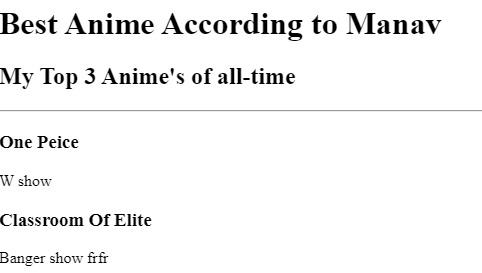 Best Anime According to Manav
My Top 3 Anime's of all-time
One Peice
W show
Classroom Of Elite
Banger show frfr